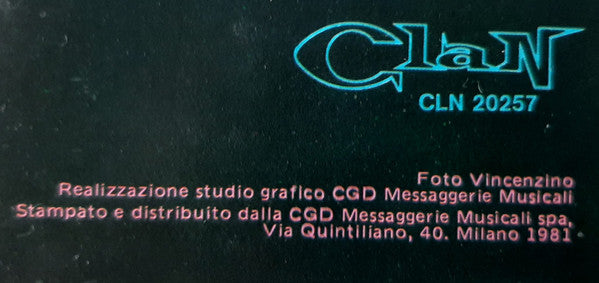 Clan
CLN 20257
Foto Vincenzino
Realizzazione studio grafico CGD Messaggerie Musicali
Stampato e distribuito dalla CGD Messaggerie Musicali spa,
Via Quintiliano, 40. Milano 1981